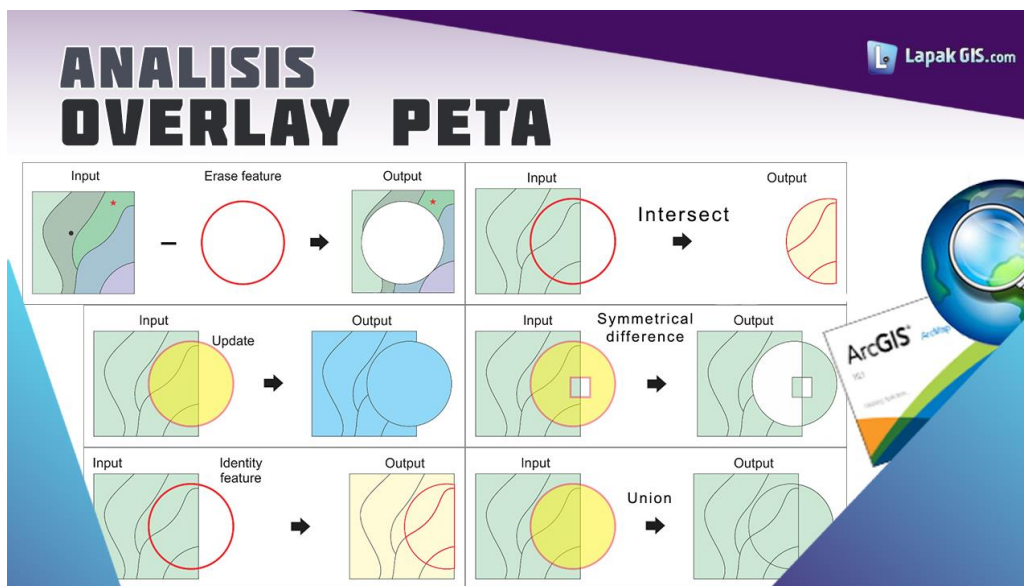 ANALISIS
OVERLAY PETA
Lapak GIS.com
Input
Erase feature
Output
Input
Intersect
Output
Input
Update
Output
Input
Symmetrical
difference
Output
Input
Identity
feature
Output
Input
Union
Output
ArcGIS
ArcMap